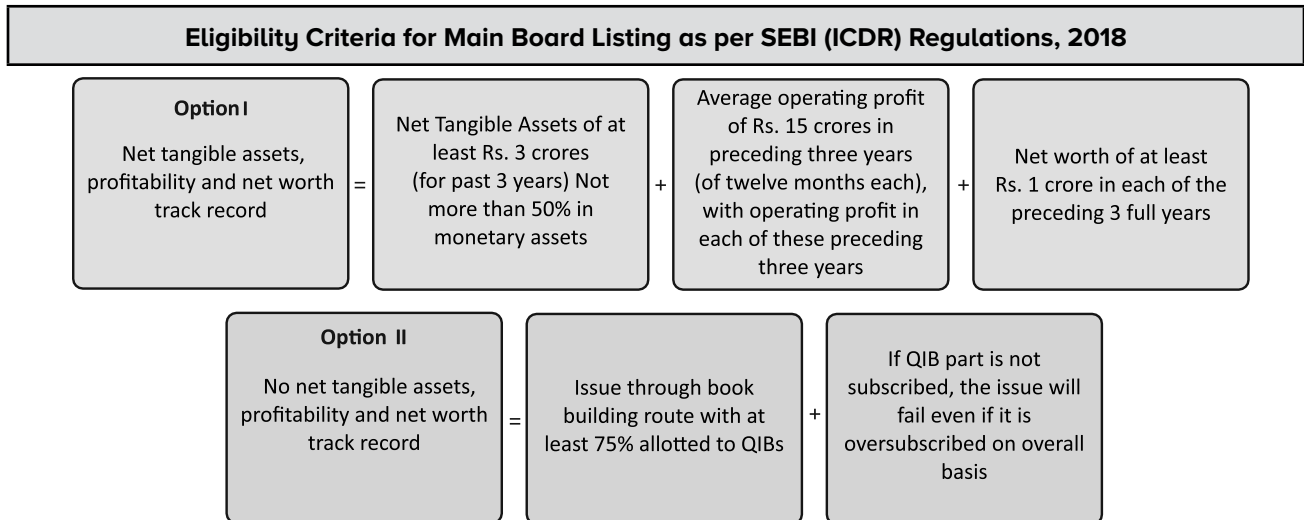 Eligibility Criteria for Main Board Listing as per SEBI (ICDR) Regulations, 2018
Option I
Net tangible assets,
profitability and net worth
track record
=
Net Tangible Assets of at
least Rs. 3 crores
(for past 3 years) Not
more than 50% in
monetary assets
+
Average operating profit
of Rs. 15 crores in
preceding three years
(of twelve months each),
with operating profit in
each of these preceding
three years
+
Net worth of at least
Rs. 1 crore in each of the
preceding 3 full years
Option II
No net tangible assets,
profitability and net worth
track record
=
Issue through book
building route with at
least 75% allotted to QIBs
+
If QIB part is not
subscribed, the issue will
fail even if it is
oversubscribed on overall
basis